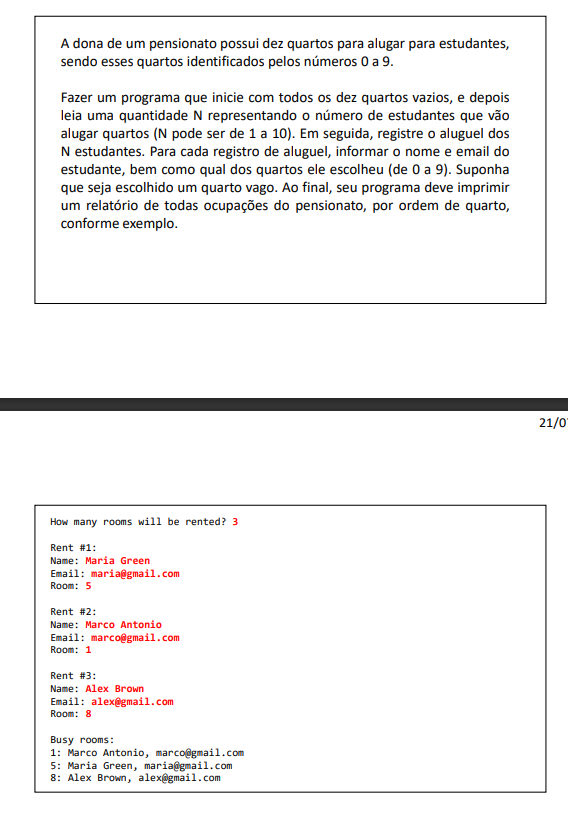 A dona de um pensionato possui dez quartos para alugar para estudantes,
sendo esses quartos identificados pelos números 0 a 9.
Fazer um programa que inicie com todos os dez quartos vazios, e depois
leia uma quantidade N representando o número de estudantes que vão
alugar quartos (N pode ser de 1 a 10). Em seguida, registre o aluguel dos
N estudantes. Para cada registro de aluguel, informar o nome e email do
estudante, bem como qual dos quartos ele escolheu (de 0 a 9). Suponha
que seja escolhido um quarto vago. Ao final, seu programa deve imprimir
um relatório de todas ocupações do pensionato, por ordem de quarto,
conforme exemplo.
21/0
How many rooms will be rented? 3
Rent #1:
Name: Maria Green
Email: maria@gmail.com
Room: 5
Rent #2:
Name: Marco Antonio
Email: marco@gmail.com
Room: 1
Rent #3:
Name: Alex Brown
Email: alex@gmail.com
Room: 8
Busy rooms:
1: Marco Antonio, marco@gmail.com
5: Maria Green, maria@gmail.com
8: Alex Brown, alex@gmail.com